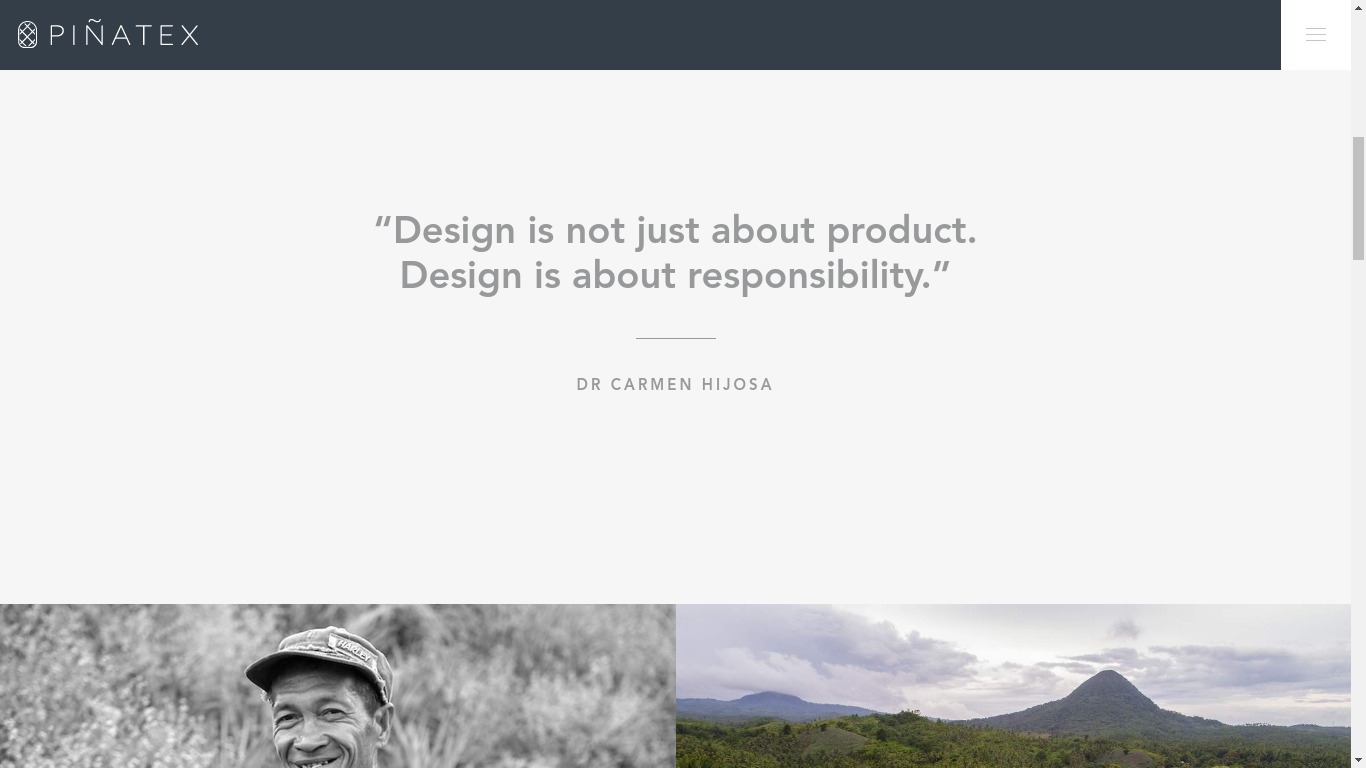 PIÑATEX
“Design is not just about product.
Design is about responsibility.”
DR CARMEN HIJOSA
HARLEY